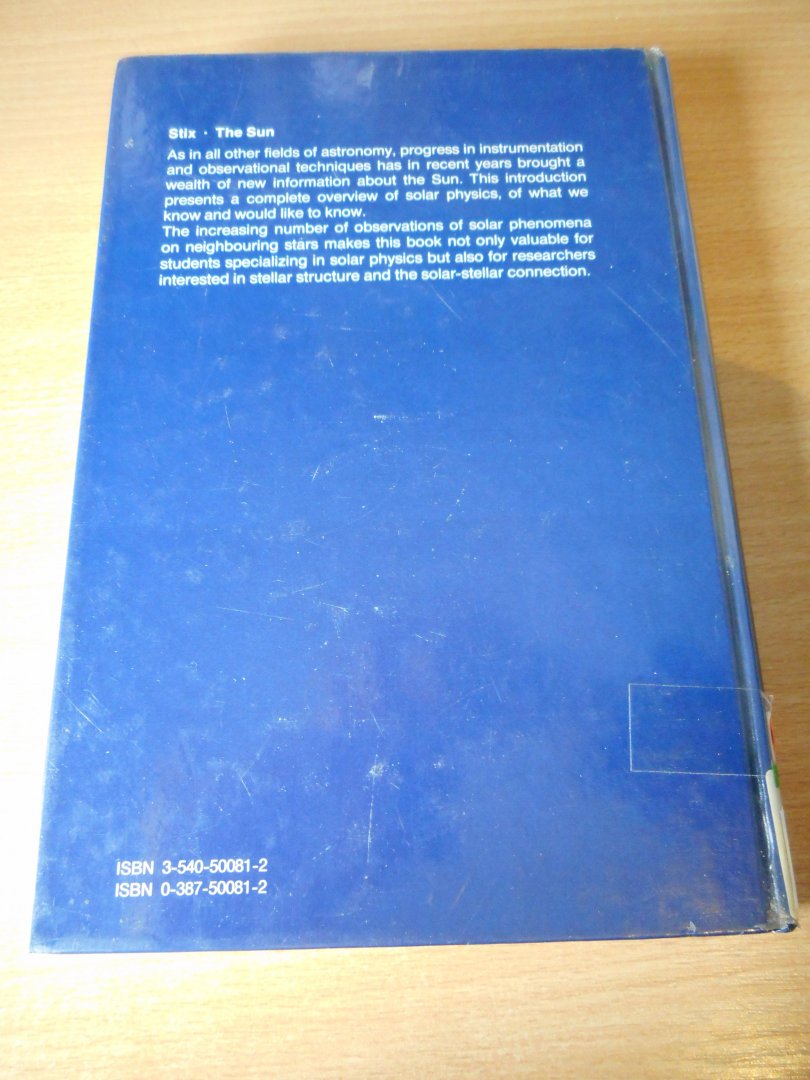 Stix · The Sun
As in all other fields of astronomy, progress in instrumentation
and observational techniques has in recent years brought a
wealth of new information about the Sun. This introduction
presents a complete overview of solar physics, of what we
know and would like to know.
The increasing number of observations of solar phenomena
on neighbouring stars makes this book not only valuable for
students specializing in solar physics but also for researchers
interested in stellar structure and the solar-stellar connection.
ISBN 3-540-50081-2
ISBN 0-387-50081-2